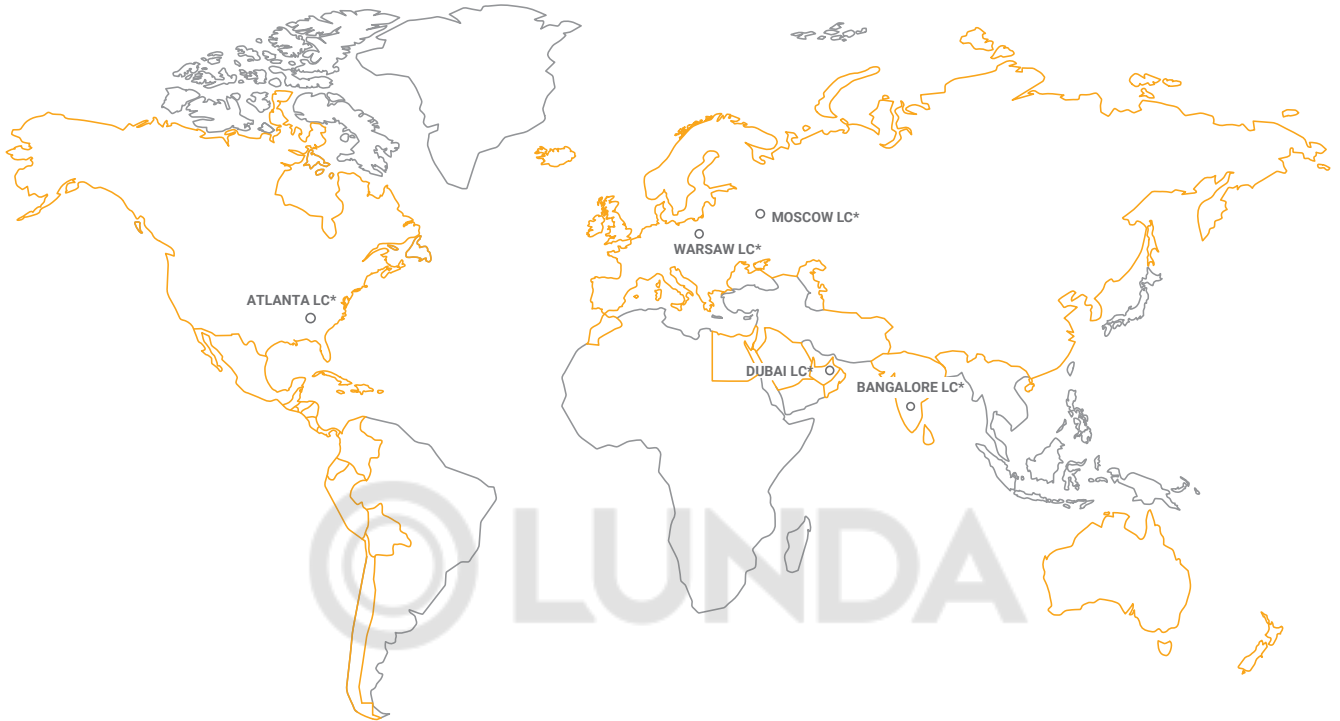 MOSCOW LC*
WARSAW LC*
ATLANTA LC*
DUBAI LC*
BANGALORE LC*
LUNDA